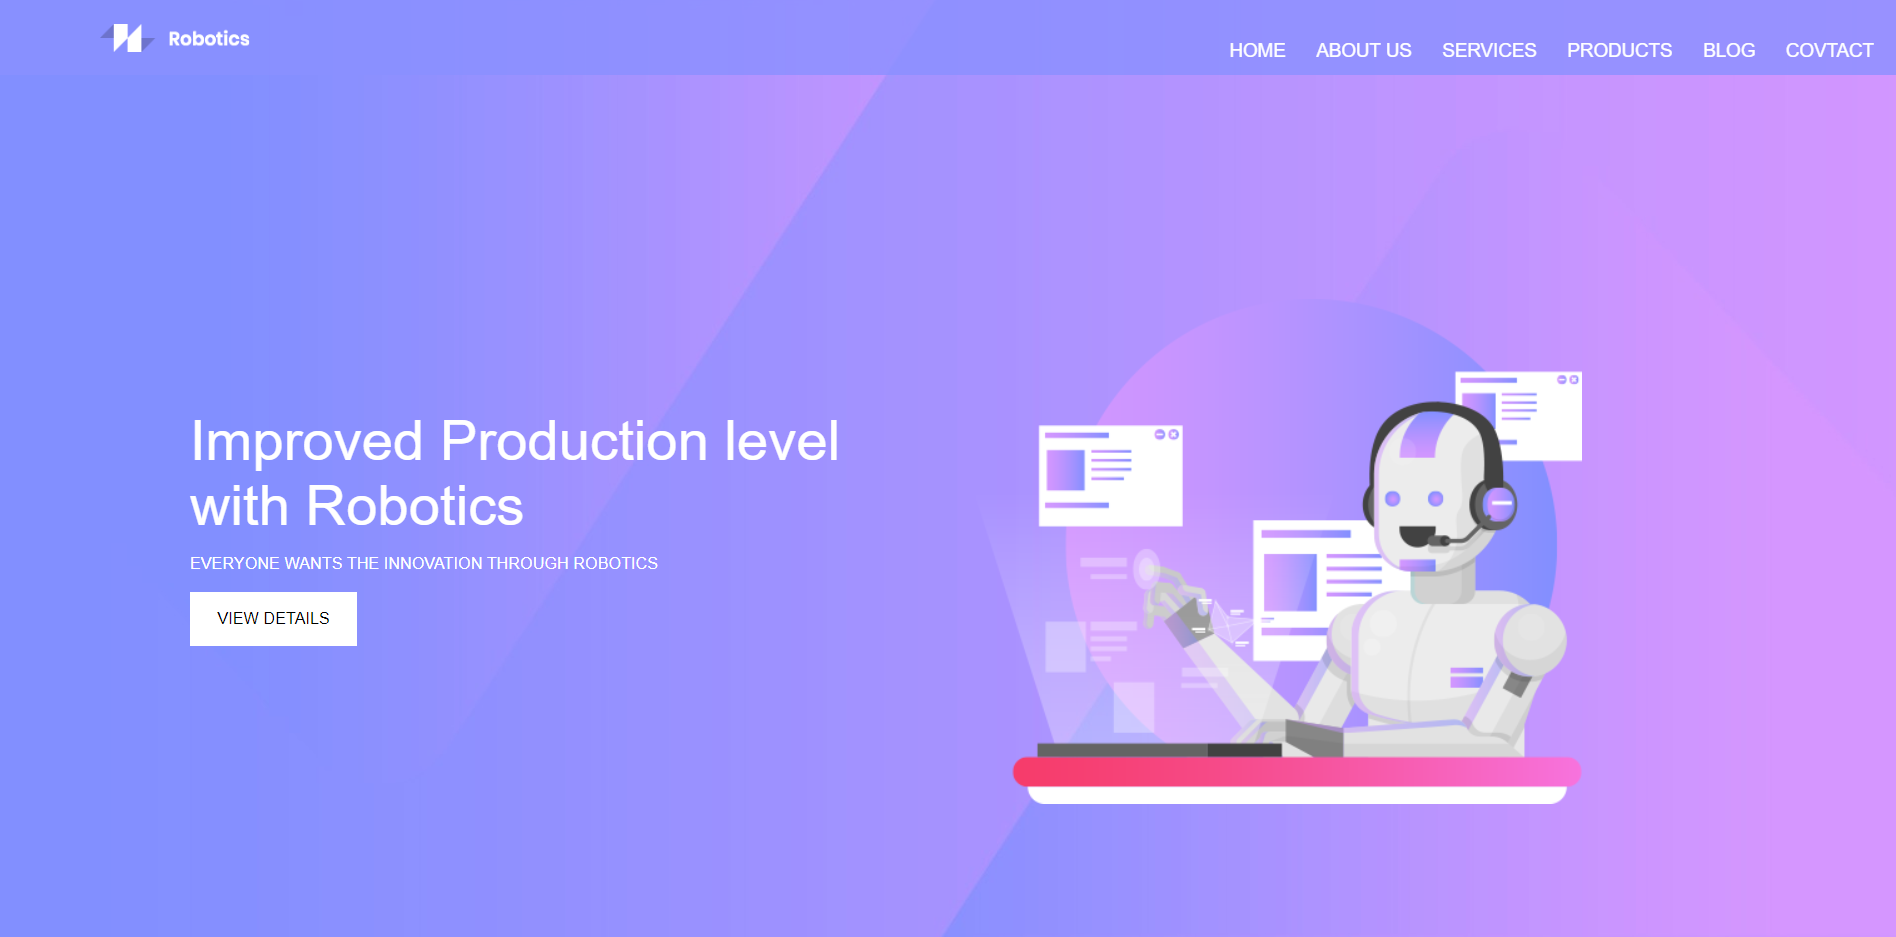 Robotics
HOME ABOUT US SERVICES PRODUCTS BLOG COVTACT
Improved Production level
with Robotics
EVERYONE WANTS THE INNOVATION THROUGH ROBOTICS
VIEW DETAILS